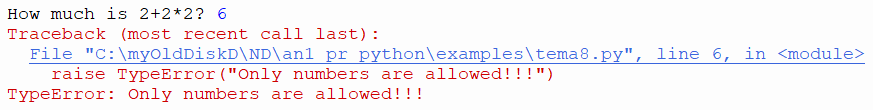 How much is 2+2*2? 6
Traceback (most recent call last):
  File "C:\myOldDiskD\ND\an1 pr python\examples\tema8.py", line 6, in <module>
    raise TypeError("Only numbers are allowed!!!")
TypeError: Only numbers are allowed!!!